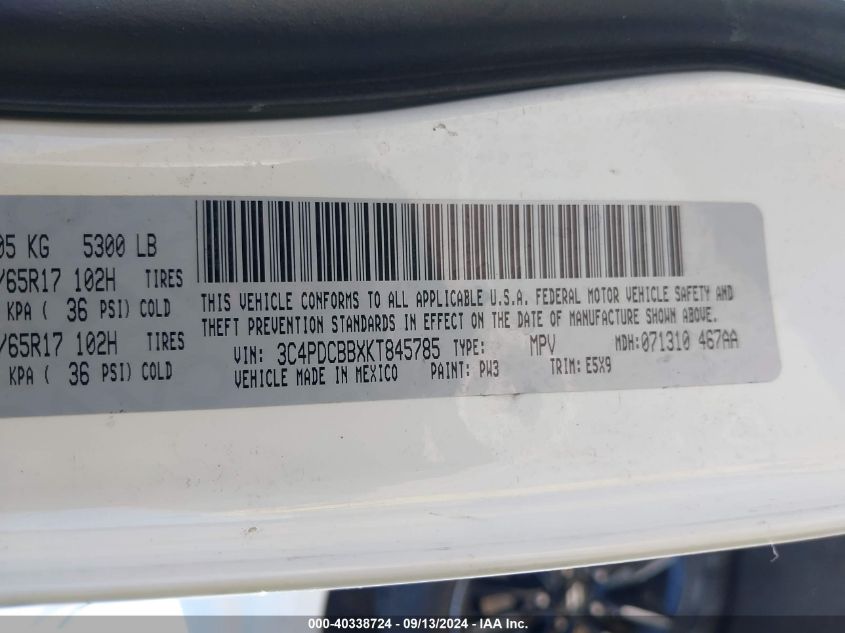 05 KG 5300 LB
/65R17 102H TIRES
KPA ( 36 PSI) COLD
/65R17 102H TIRES
KPA ( 36 PSI) COLD
THIS VEHICLE CONFORMS TO ALL APPLICABLE U.S.A. FEDERAL MOTOR VEHICLE SAFETY AND
THEFT PREVENTION STANDARDS IN EFFECT ON THE DATE OF MANUFACTURE SHOWN ABOVE.
VIN: 3C4PDCBBXKT845785 TYPE: MPV MDH: 071310 467AA
VEHICLE MADE IN MEXICO PAINT: PW3 TRIM: E5X9
000-40338724 - 09/13/2024 - IAA Inc.